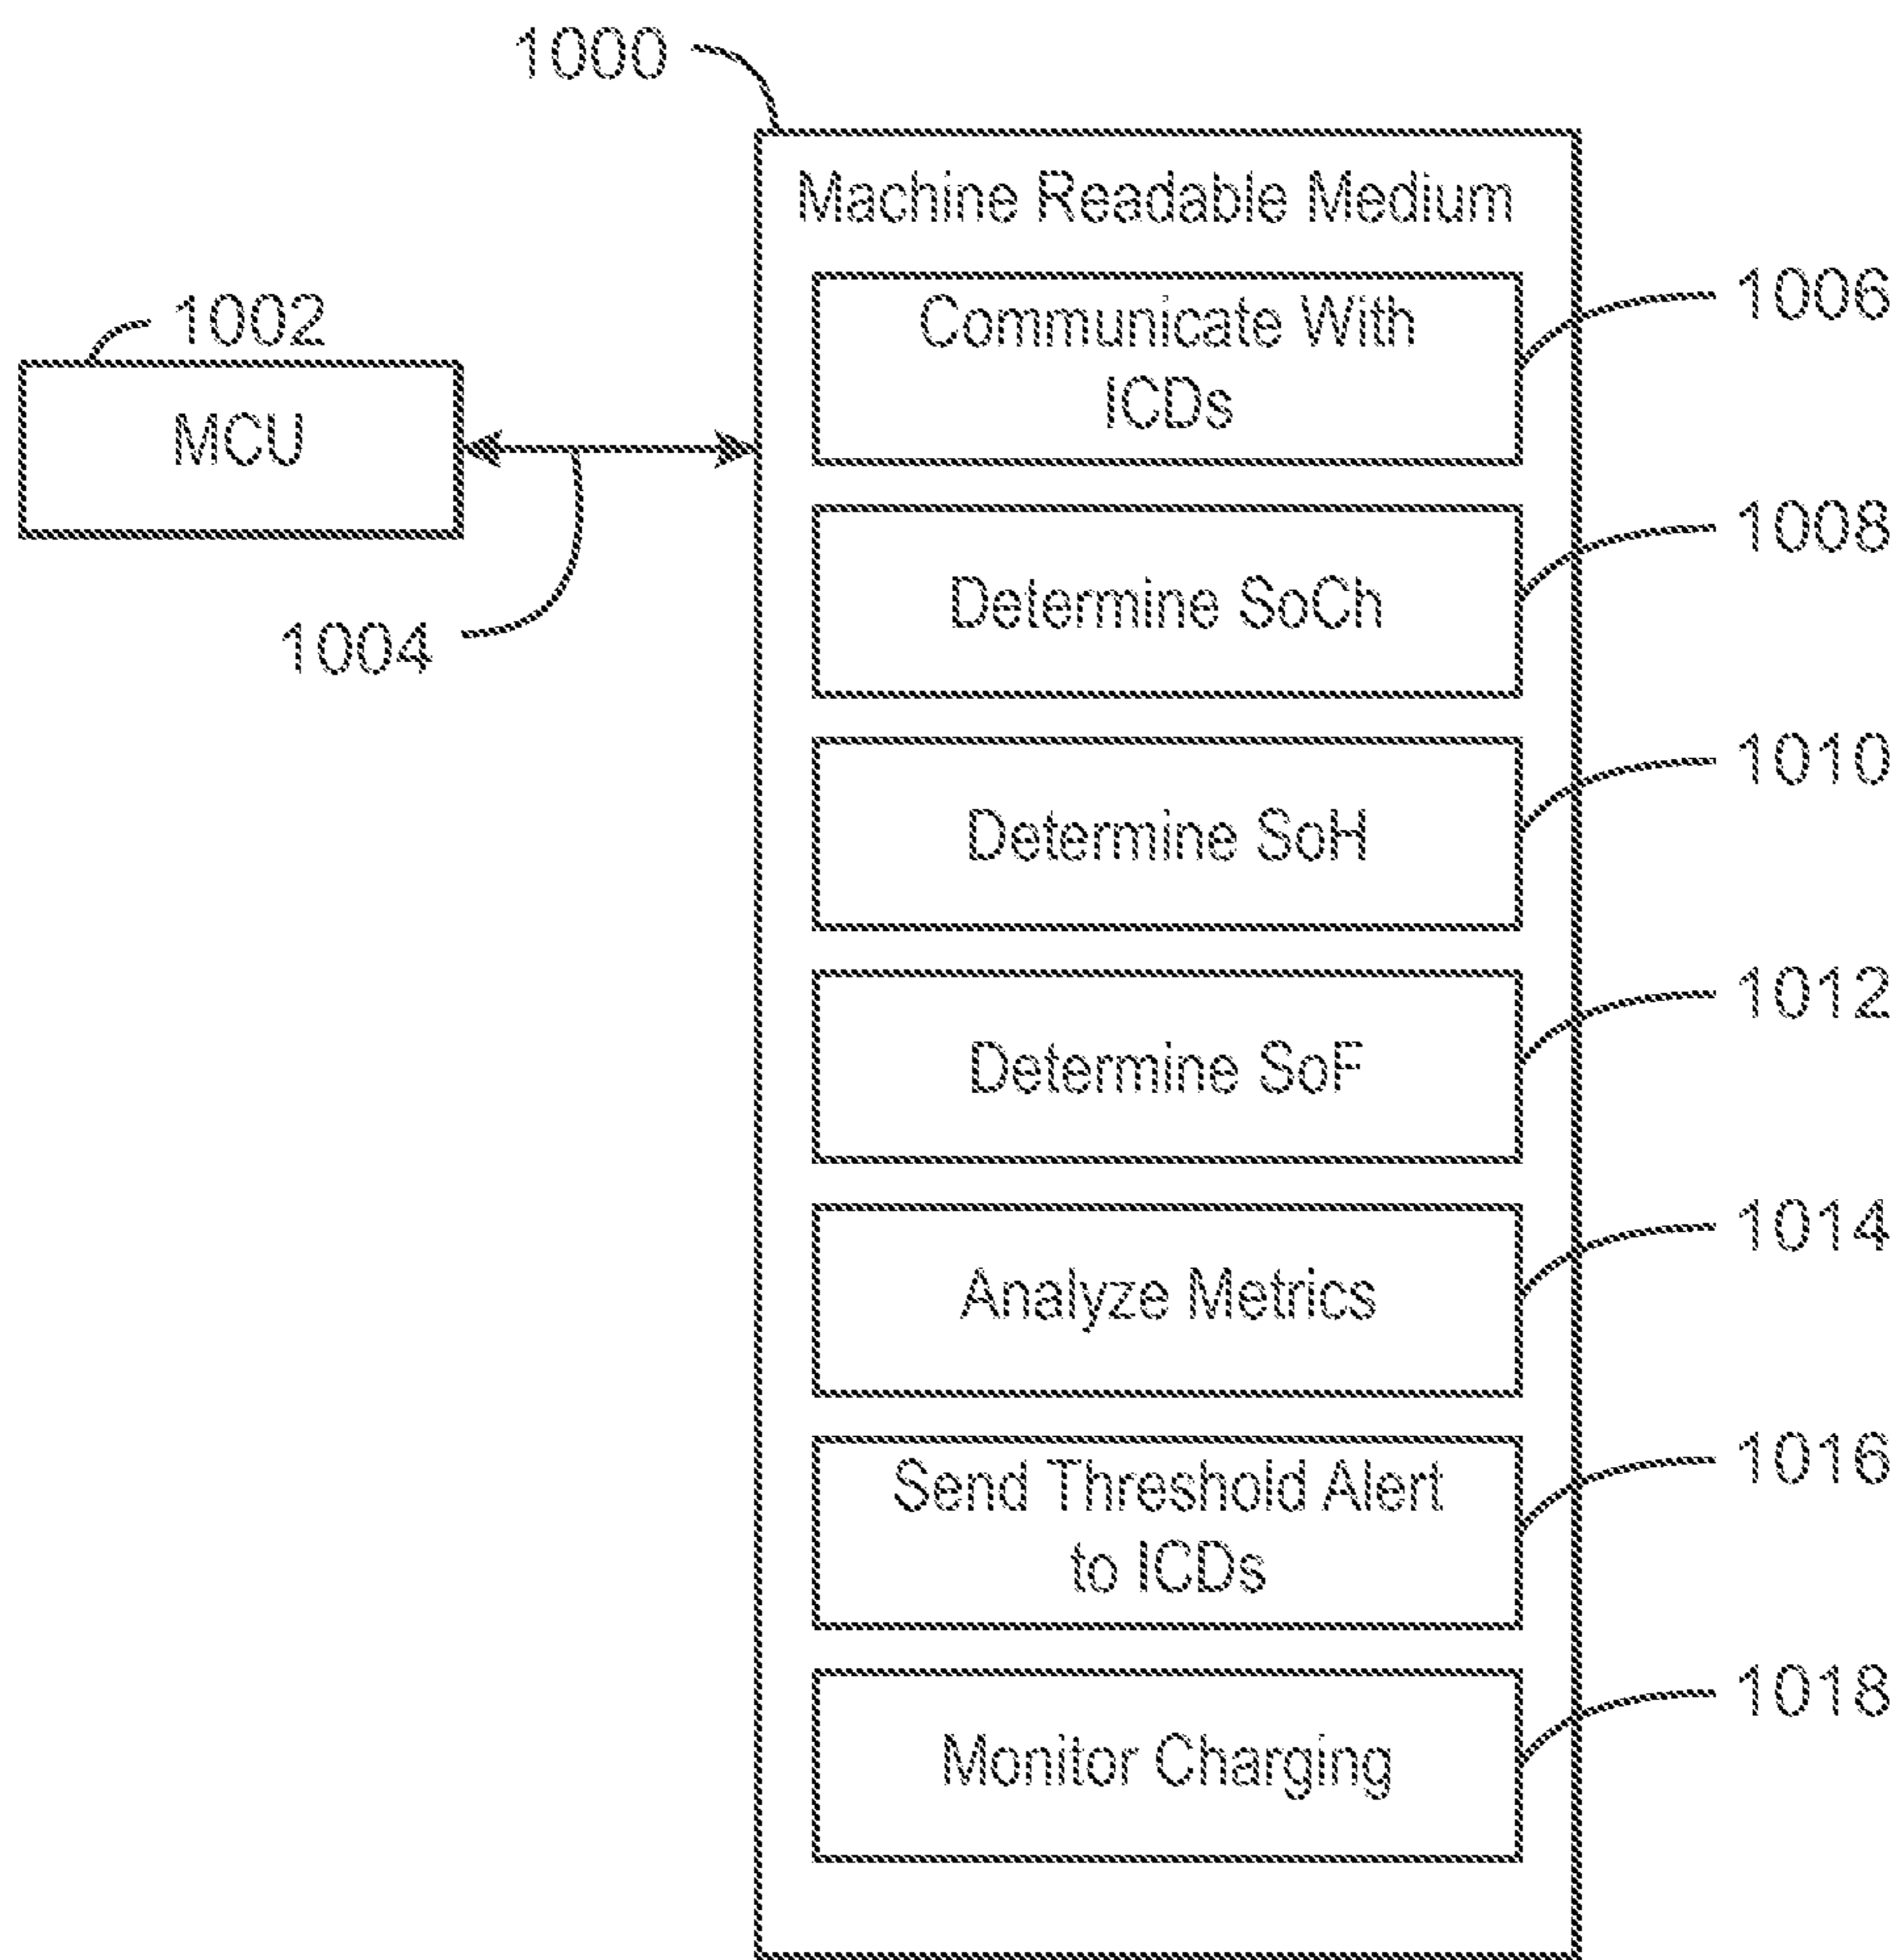 1000
Machine Readable Medium
1002
MCU
1004
Communicate With
ICDs
1006
Determine SoCh
1008
Determine SoH
1010
Determine SoF
1012
Analyze Metrics
1014
Send Threshold Alert
to ICDs
1016
Monitor Charging
1018